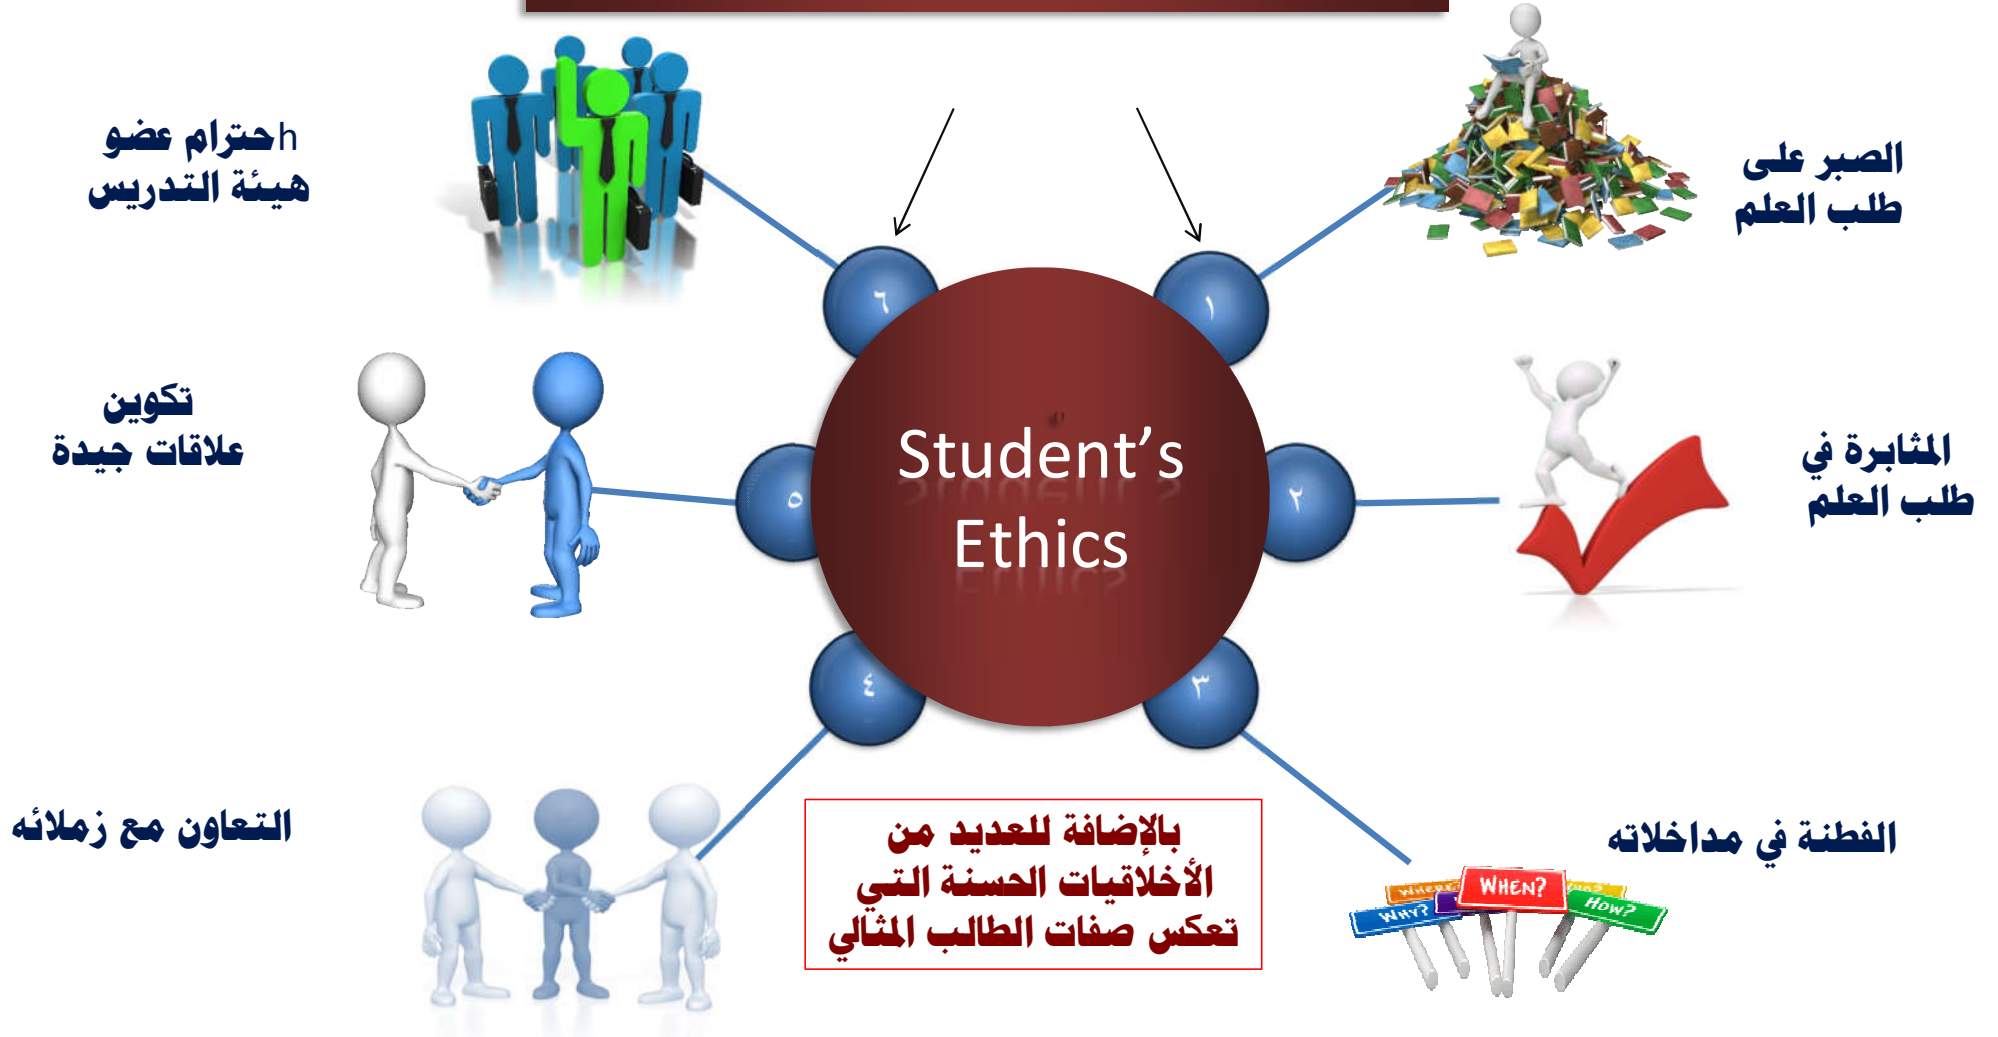 الصبر على
طلب العلم
١
المثابرة في
طلب العلم
٢
الفطنة في مداخلاته
٣
WHEN?
WHY?
HOW?
WHERE
التعاون مع زملائه
٤
تكوين
علاقات جيدة
٥
hحترام عضو
هيئة التدريس
٦
Student’s
Ethics
بالإضافة للعديد من
الأخلاقيات الحسنة التي
تعكس صفات الطالب المثالي